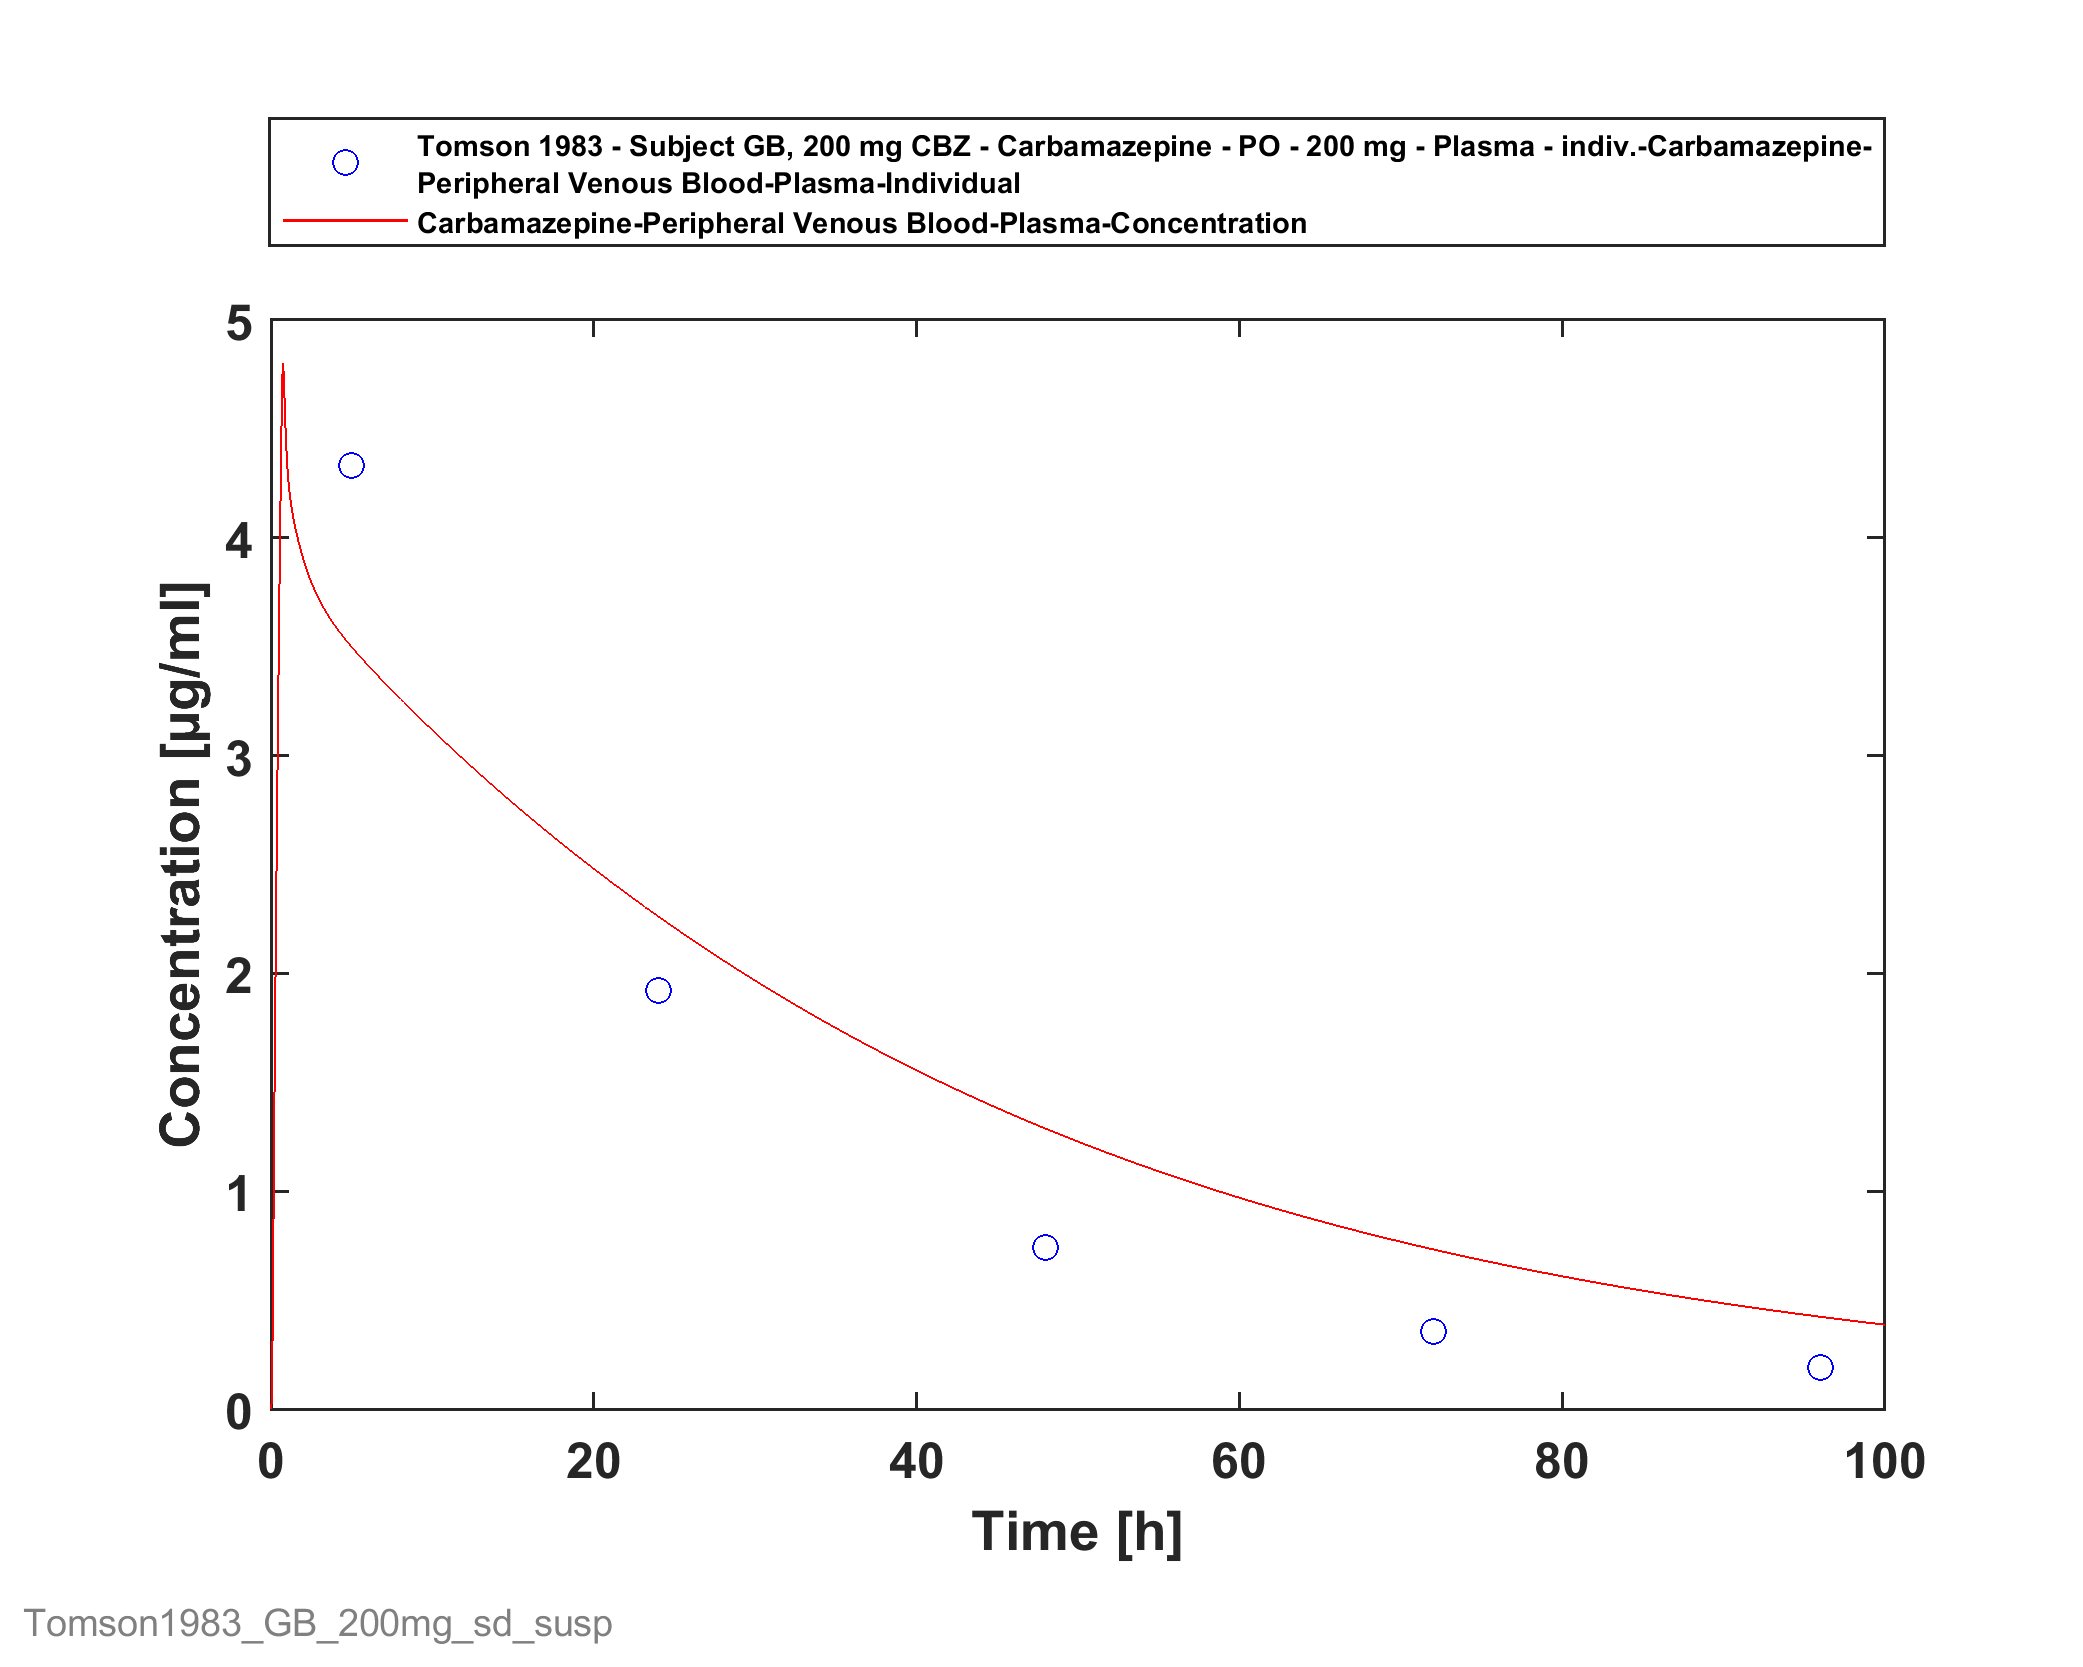 Tomson 1983 - Subject GB, 200 mg CBZ - Carbamazepine - PO - 200 mg - Plasma - indiv.-Carbamazepine-
Peripheral Venous Blood-Plasma-Individual
Carbamazepine-Peripheral Venous Blood-Plasma-Concentration
5
4
3
2
1
0
Concentration [µg/ml]
0 20 40 60 80 100
Time [h]
Tomson1983_GB_200mg_sd_susp